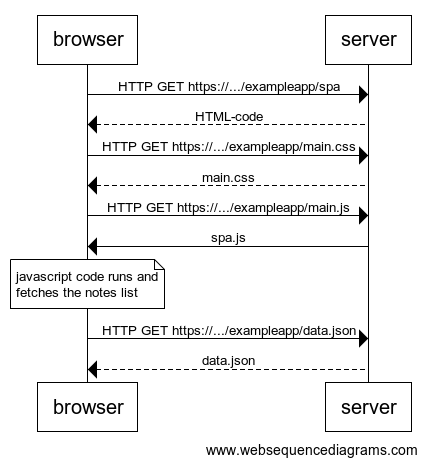 browser
server
HTTP GET https://.../exampleapp/spa
HTML-code
HTTP GET https://.../exampleapp/main.css
main.css
HTTP GET https://.../exampleapp/main.js
spa.js
javascript code runs and
fetches the notes list
HTTP GET https://.../exampleapp/data.json
data.json
browser
server
www.websequencediagrams.com